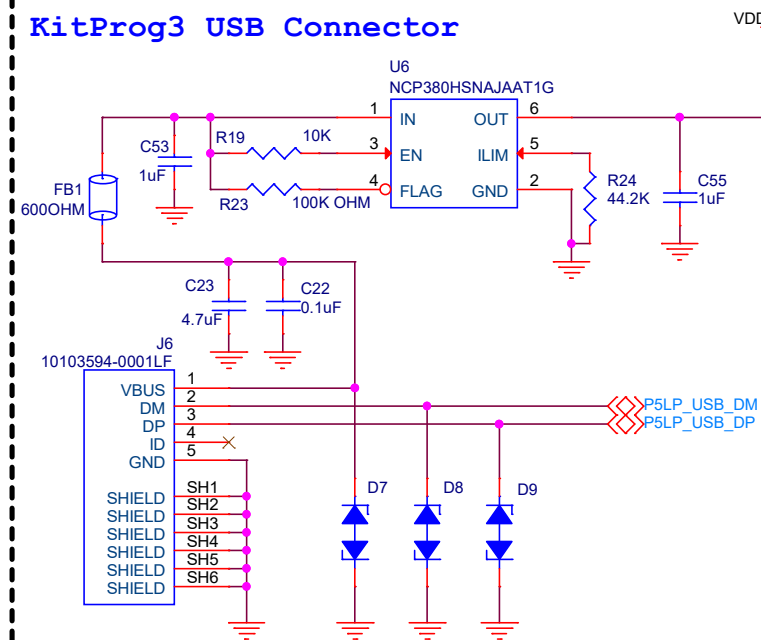 KitProg3 USB Connector
VDD
U6
NCP380HSNAJAAT1G
1 IN OUT 6
C53
1uF
R19 10K
3 EN ILIM 5
4 FLAG GND 2
R23 100K OHM
FB1
600OHM
R24
44.2K
C55
1uF
C23
4.7uF
C22
0.1uF
J6
10103594-0001LF
VBUS 1
DM 2
DP 3
ID 4
GND 5
SHIELD SH1
SHIELD SH2
SHIELD SH3
SHIELD SH4
SHIELD SH5
SHIELD SH6
P5LP_USB_DM
P5LP_USB_DP
D7 D8 D9